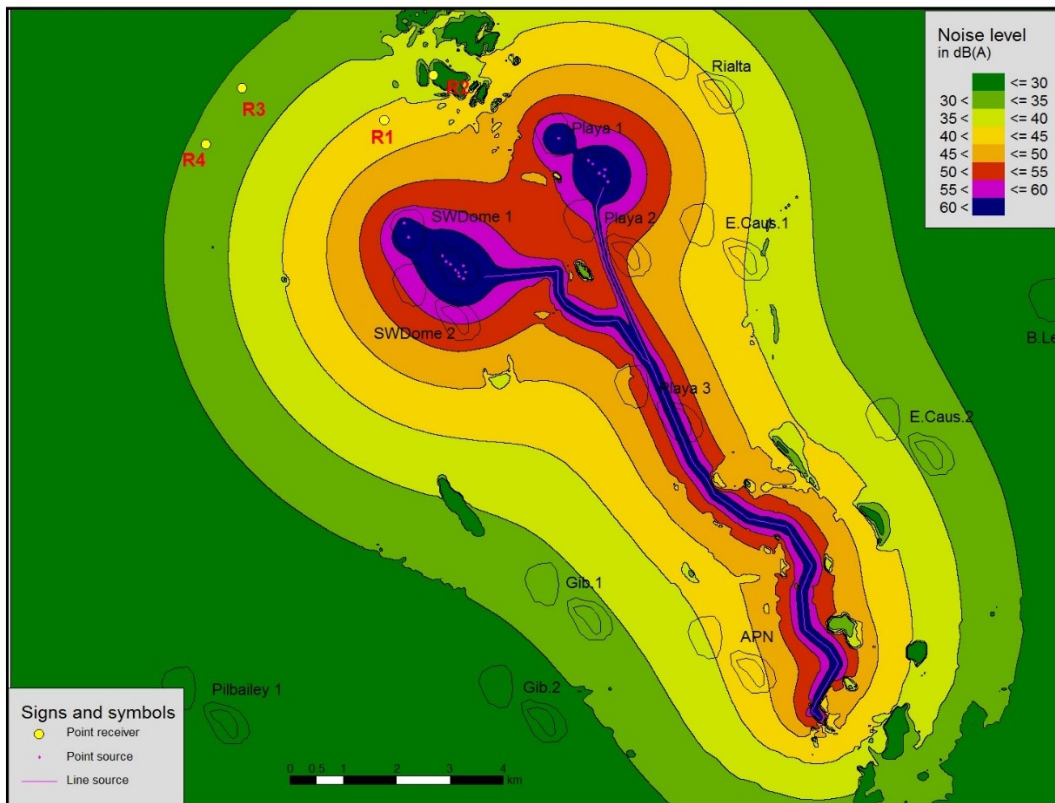 Noise level
in dB(A)
<= 30
30 < <= 35
35 < <= 40
40 < <= 45
45 < <= 50
50 < <= 55
55 < <= 60
60 <
Rialta
R3
R2
R1
R4
Playa 1
SWDome 1
Playa 2
E.Caus.1
SWDome 2
B.Le
Playa 3
E.Caus.2
Gib.1
APN
Pilbailey 1
Gib.2
Signs and symbols
Point receiver
Point source
Line source
0 0.5 1 2 3 4
km